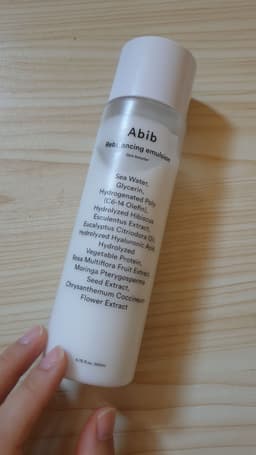 Abib
Rebalancing emulsion
Skin booster
Sea Water,
Glycerin,
Hydrogenated Poly
(C6-14 Olefin),
Hydrolyzed Hibiscus
Esculentus Extract,
Eucalyptus Citriodora Oil,
Hydrolyzed Hyaluronic Acid,
Hydrolyzed
Vegetable Protein,
Rosa Multiflora Fruit Extract,
Moringa Pterygosperma
Seed Extract,
Chrysanthemum Coccineum
Flower Extract